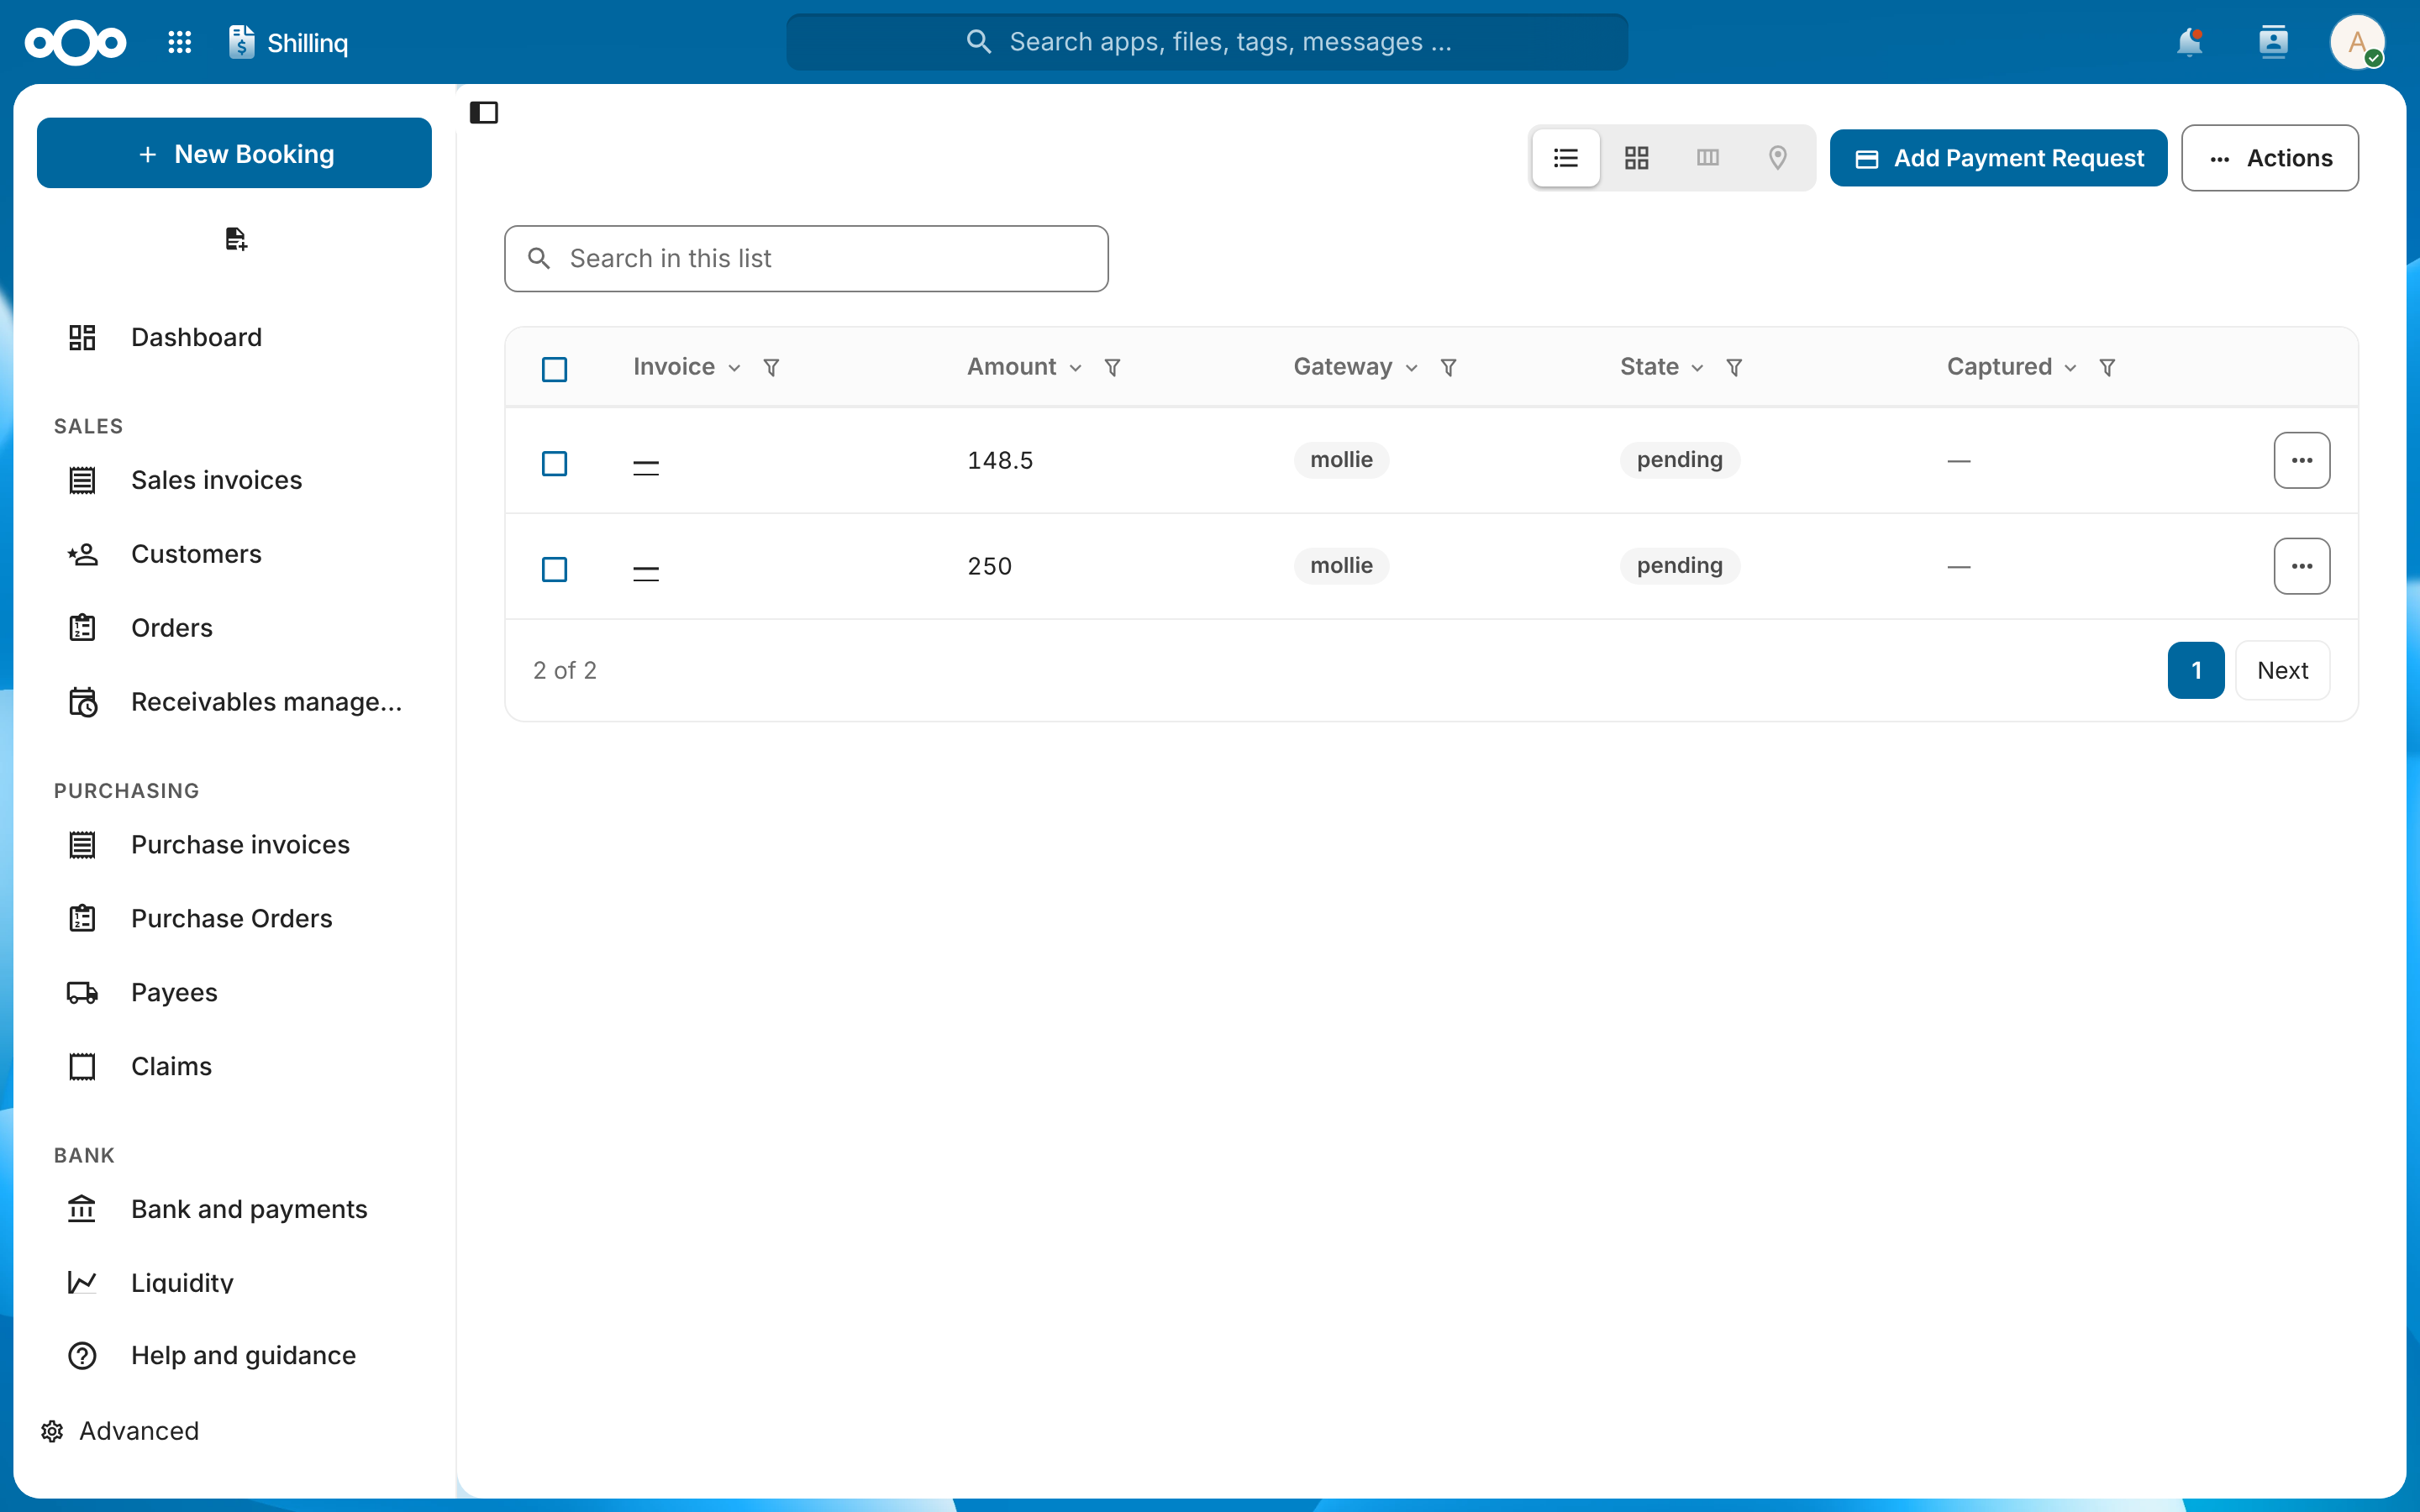 Shillinq
Search apps, files, tags, messages ...
A
+ New Booking
Add Payment Request
Actions
Search in this list
Dashboard
Invoice
Amount
Gateway
State
Captured
SALES
Sales invoices
—
148.5
mollie
pending
—
Customers
—
250
mollie
pending
—
Orders
2 of 2
1
Next
Receivables manage...
PURCHASING
Purchase invoices
Purchase Orders
Payees
Claims
BANK
Bank and payments
Liquidity
Help and guidance
Advanced